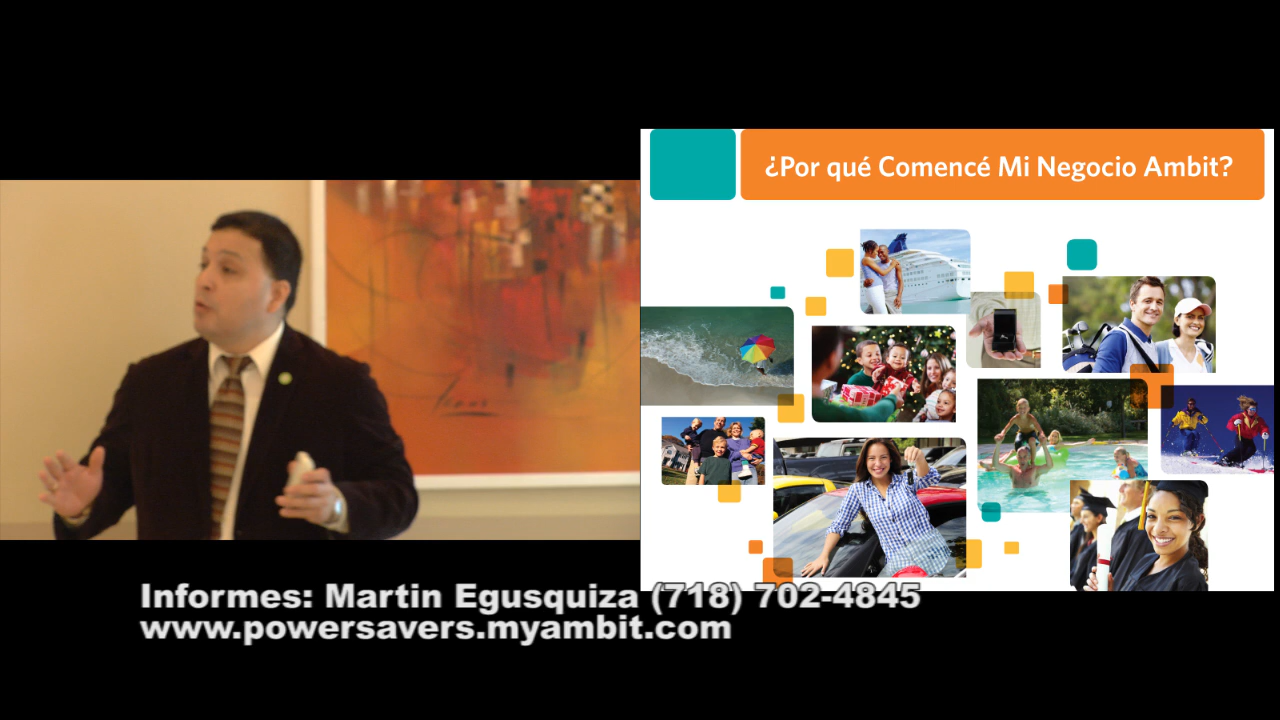 ¿Por qué Comencé Mi Negocio Ambit?
Informes: Martin Egusquiza (718) 702-4845
www.powersavers.myambit.com